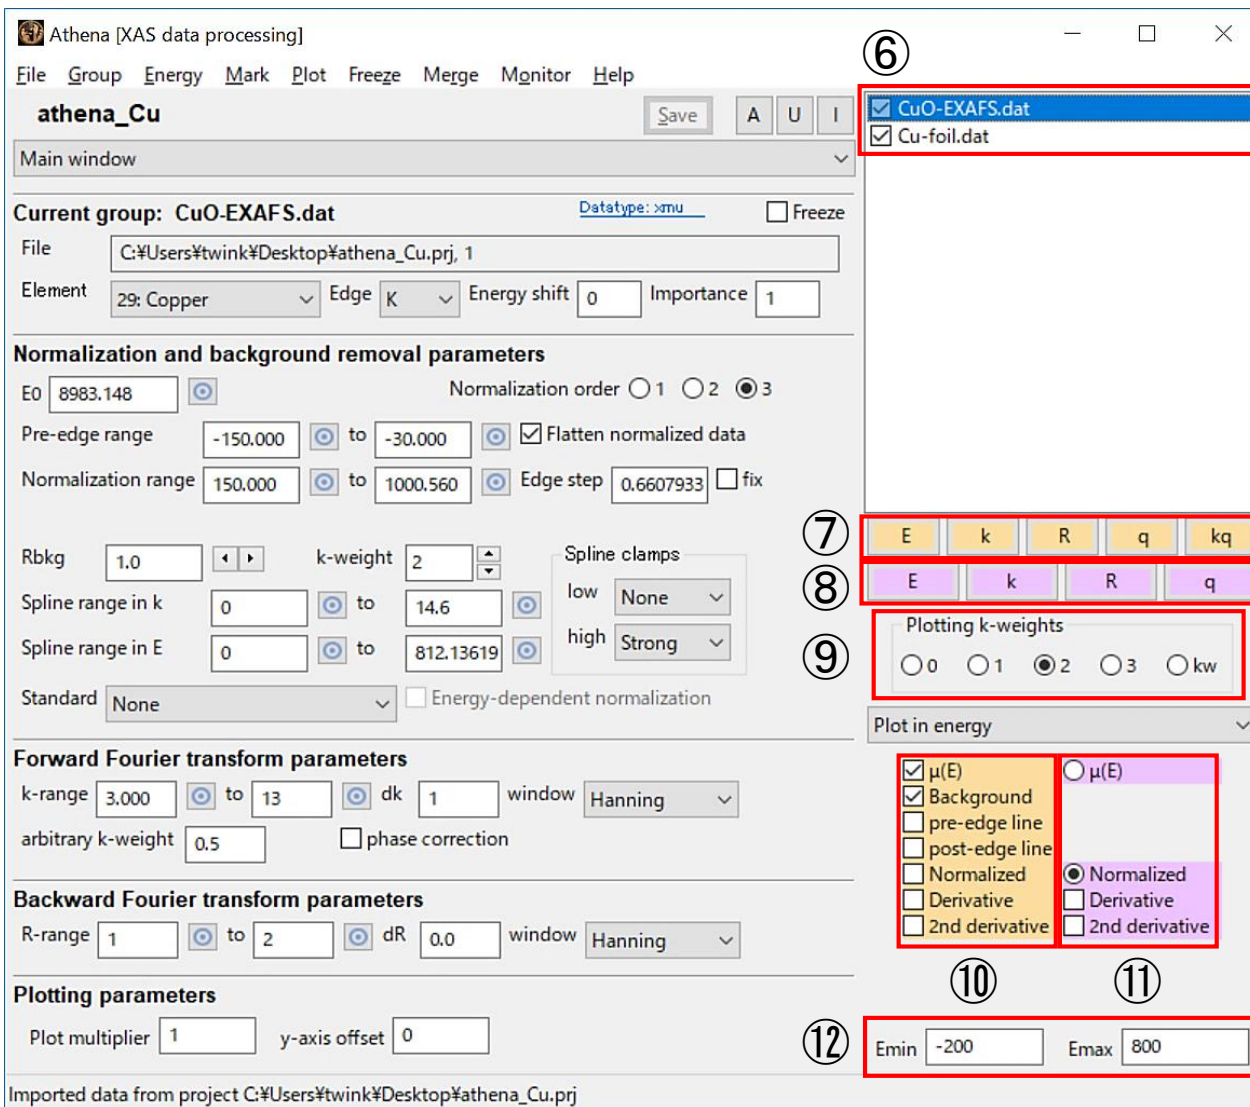 Athena [XAS data processing]
⑥
File Group Energy Mark Plot Freeze Merge Monitor Help
athena_Cu Save A U I
CuO-EXAFS.dat
Cu-foil.dat
Main window
Current group: CuO-EXAFS.dat Datatype: xmu Freeze
File C:¥Users¥twink¥Desktop¥athena_Cu.prj, 1
Element 29: Copper Edge K Energy shift 0 Importance 1
Normalization and background removal parameters
E0 8983.148 Normalization order 1 2 3
Pre-edge range -150.000 to -30.000 Flatten normalized data
Normalization range 150.000 to 1000.560 Edge step 0.6607933 fix
Rbkg 1.0 k-weight 2 Spline clamps
low None
Spline range in k 0 to 14.6
high Strong
Spline range in E 0 to 812.13619
Standard None Energy-dependent normalization
Forward Fourier transform parameters
k-range 3.000 to 13 dk 1 window Hanning
arbitrary k-weight 0.5 phase correction
Backward Fourier transform parameters
R-range 1 to 2 dR 0.0 window Hanning
Plotting parameters
Plot multiplier 1 y-axis offset 0
⑦ E k R q kq
⑧ E k R q
⑨ Plotting k-weights
0 1 2 3 kw
Plot in energy
μ(E) μ(E)
Background
pre-edge line
post-edge line
Normalized Normalized
Derivative Derivative
2nd derivative 2nd derivative
⑩ ⑪
⑫ Emin -200 Emax 800
Imported data from project C:¥Users¥twink¥Desktop¥athena_Cu.prj